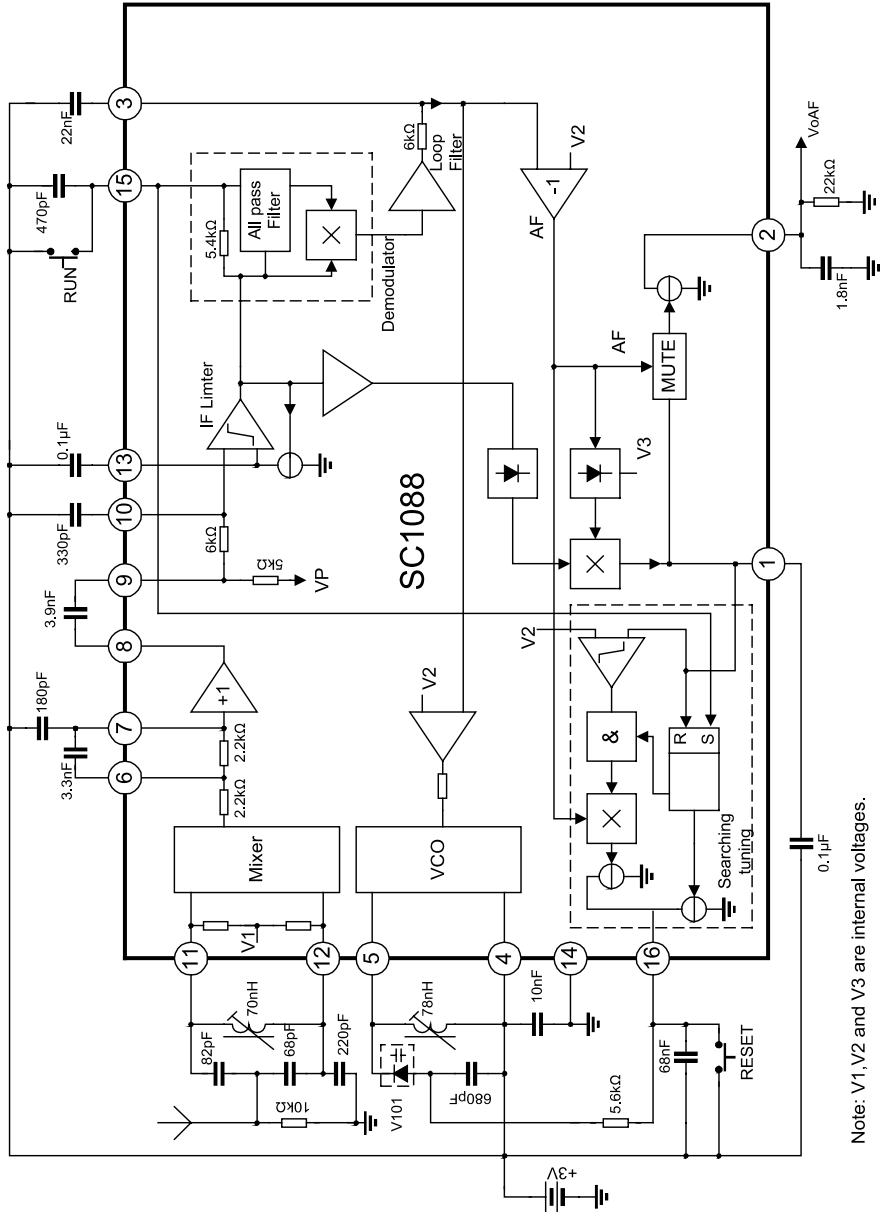 180pF
3.3nF
3.9nF
330pF
0.1μF
RUN
470pF
22nF
6
7
8
9
10
13
15
3
2.2kΩ
2.2kΩ
+1
5kΩ
VP
6kΩ
IF Limter
5.4kΩ
All pass
Filter
Demodulator
6kΩ
Loop
Filter
Mixer
V1
11
12
82pF
70nH
68pF
220pF
10kΩ
SC1088
VCO
V2
5
4
V101
78nH
680pF
10nF
14
16
5.6kΩ
68nF
RESET
+3V
V2
-1
AF
AF
MUTE
V3
2
VoAF
22kΩ
1.8nF
V2
&
R
S
Searching
tuning
1
0.1μF
Note: V1,V2 and V3 are internal voltages.